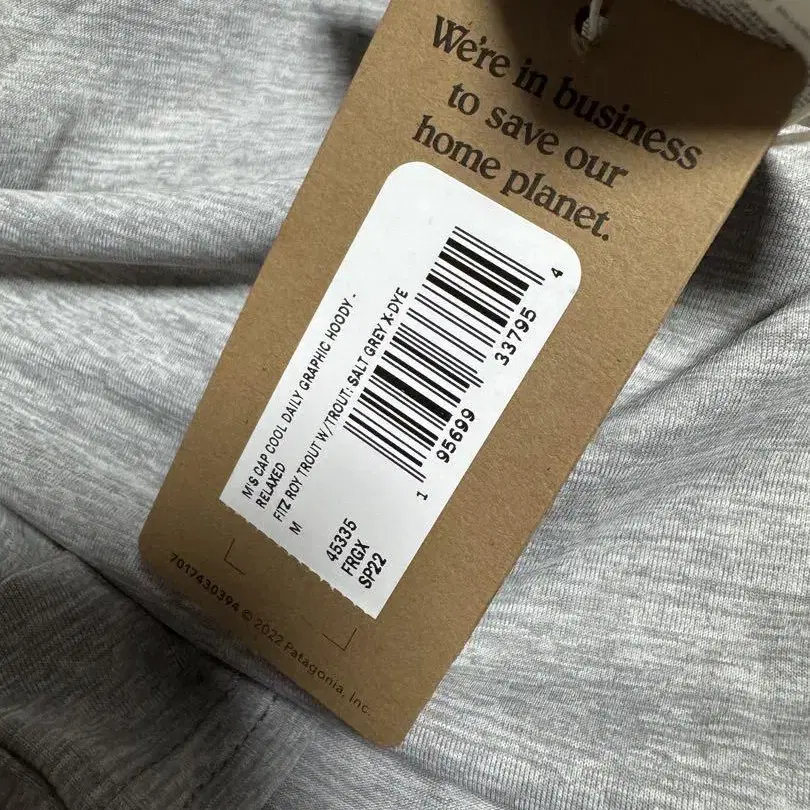 We're in business
to save our
home planet.
M'S CAP COOL DAILY GRAPHIC HOODY -
RELAXED
FITZ ROY TROUT W/TROUT: SALT GREY X-DYE
M
45335
FRGX
SP22
1 95699 33795 4
7017430394 © 2022 Patagonia, Inc.